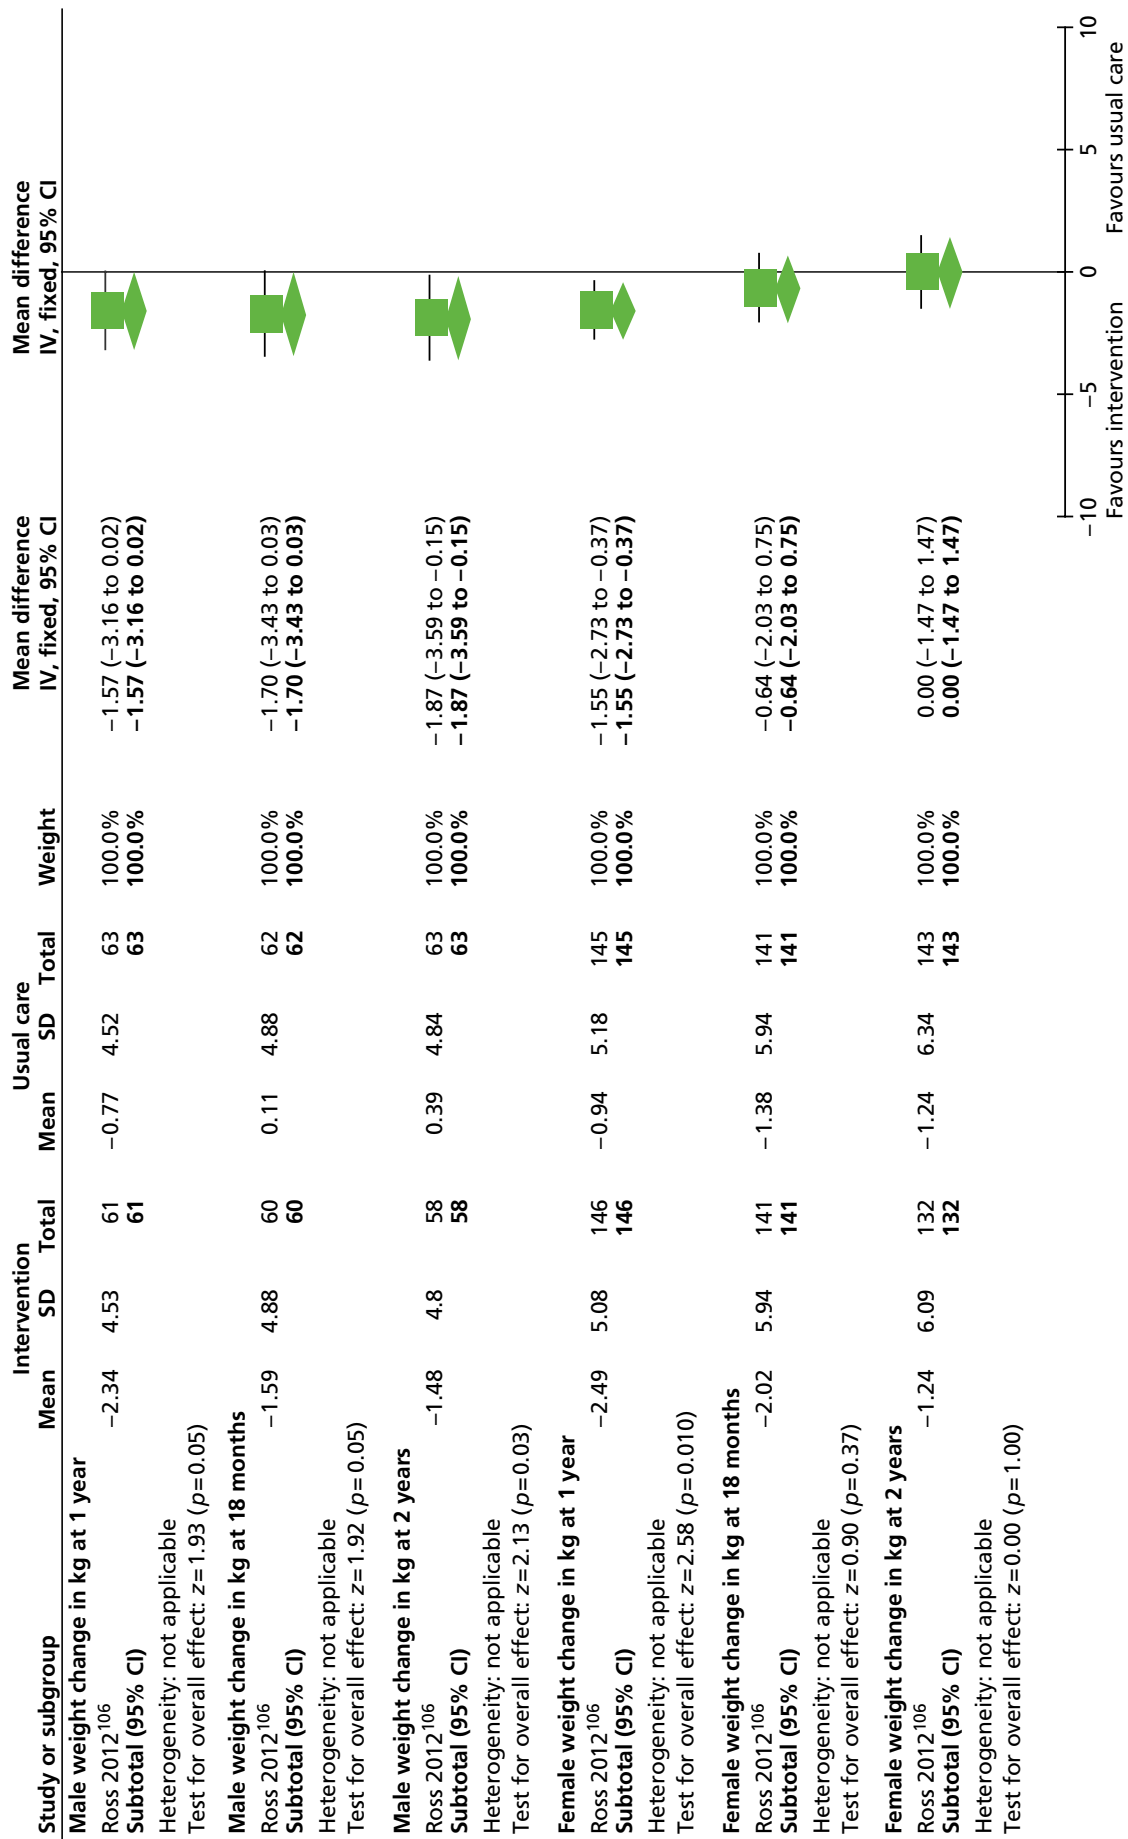 Intervention Usual care Mean difference Mean difference
Study or subgroup Mean SD Total Mean SD Total Weight IV, fixed, 95% CI IV, fixed, 95% CI
Male weight change in kg at 1 year
Ross 2012106 −2.34 4.53 61 −0.77 4.52 63 100.0% −1.57 (−3.16 to 0.02)
Subtotal (95% CI) 61 63 100.0% −1.57 (−3.16 to 0.02)
Heterogeneity: not applicable
Test for overall effect: z=1.93 (p=0.05)
Male weight change in kg at 18 months
Ross 2012106 −1.59 4.88 60 0.11 4.88 62 100.0% −1.70 (−3.43 to 0.03)
Subtotal (95% CI) 60 62 100.0% −1.70 (−3.43 to 0.03)
Heterogeneity: not applicable
Test for overall effect: z=1.92 (p=0.05)
Male weight change in kg at 2 years
Ross 2012106 −1.48 4.8 58 0.39 4.84 63 100.0% −1.87 (−3.59 to −0.15)
Subtotal (95% CI) 58 63 100.0% −1.87 (−3.59 to −0.15)
Heterogeneity: not applicable
Test for overall effect: z=2.13 (p=0.03)
Female weight change in kg at 1 year
Ross 2012106 −2.49 5.08 146 −0.94 5.18 145 100.0% −1.55 (−2.73 to −0.37)
Subtotal (95% CI) 146 145 100.0% −1.55 (−2.73 to −0.37)
Heterogeneity: not applicable
Test for overall effect: z=2.58 (p=0.010)
Female weight change in kg at 18 months
Ross 2012106 −2.02 5.94 141 −1.38 5.94 141 100.0% −0.64 (−2.03 to 0.75)
Subtotal (95% CI) 141 141 100.0% −0.64 (−2.03 to 0.75)
Heterogeneity: not applicable
Test for overall effect: z=0.90 (p=0.37)
Female weight change in kg at 2 years
Ross 2012106 −1.24 6.09 132 −1.24 6.34 143 100.0% 0.00 (−1.47 to 1.47)
Subtotal (95% CI) 132 143 100.0% 0.00 (−1.47 to 1.47)
Heterogeneity: not applicable
Test for overall effect: z=0.00 (p=1.00)
−10 −5 0 5 10
Favours intervention Favours usual care